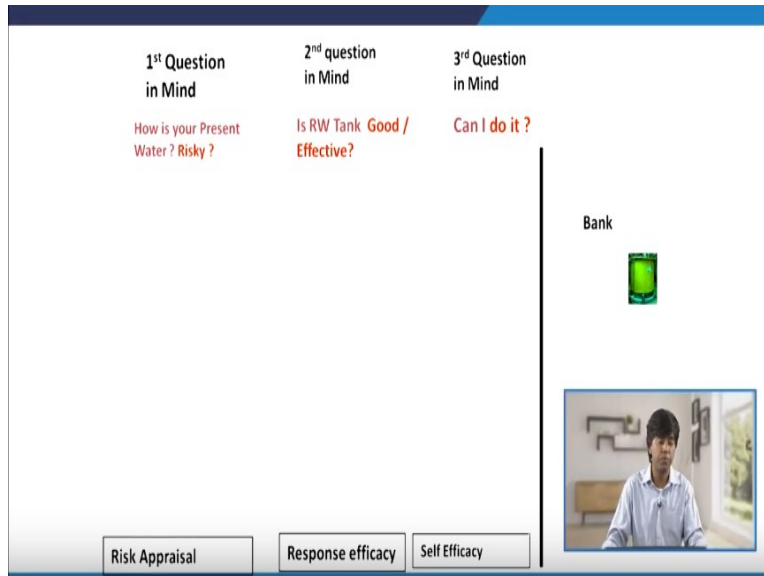 1st Question
in Mind
How is your Present
Water ? Risky ?
2nd question
in Mind
Is RW Tank Good /
Effective?
3rd Question
in Mind
Can I do it ?
Bank
Risk Appraisal
Response efficacy
Self Efficacy